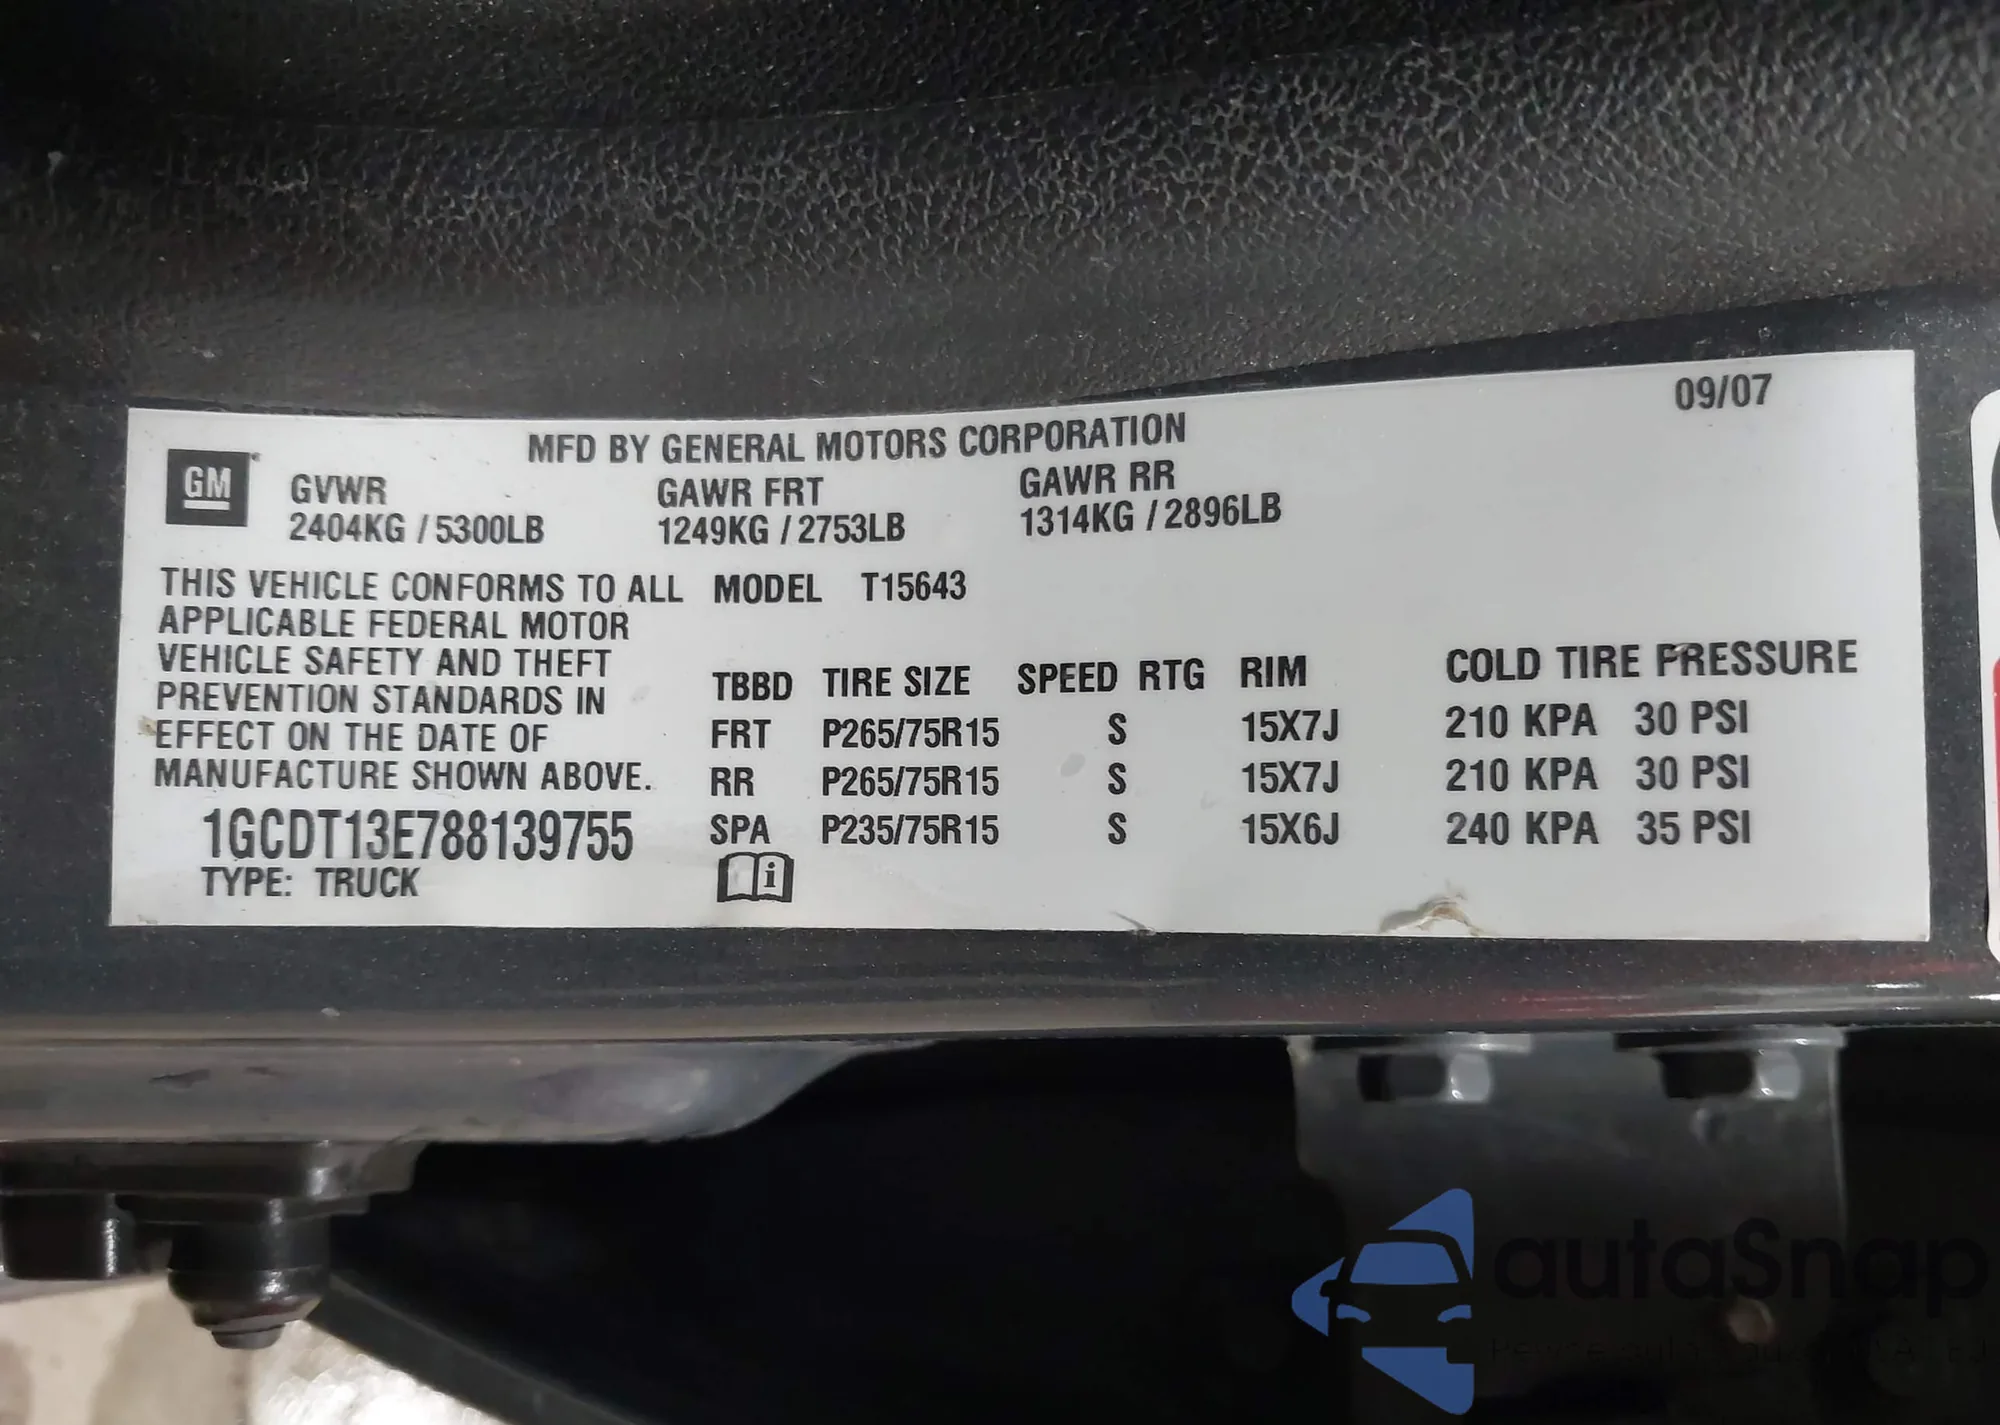 09/07
MFD BY GENERAL MOTORS CORPORATION
GM
GVWR GAWR FRT GAWR RR
2404KG / 5300LB 1249KG / 2753LB 1314KG / 2896LB
THIS VEHICLE CONFORMS TO ALL
APPLICABLE FEDERAL MOTOR
VEHICLE SAFETY AND THEFT
PREVENTION STANDARDS IN
EFFECT ON THE DATE OF
MANUFACTURE SHOWN ABOVE.
1GCDT13E788139755
TYPE: TRUCK
MODEL T15643
TBBD TIRE SIZE SPEED RTG RIM COLD TIRE PRESSURE
FRT P265/75R15 S 15X7J 210 KPA 30 PSI
RR P265/75R15 S 15X7J 210 KPA 30 PSI
SPA P235/75R15 S 15X6J 240 KPA 35 PSI
i
autaSnap